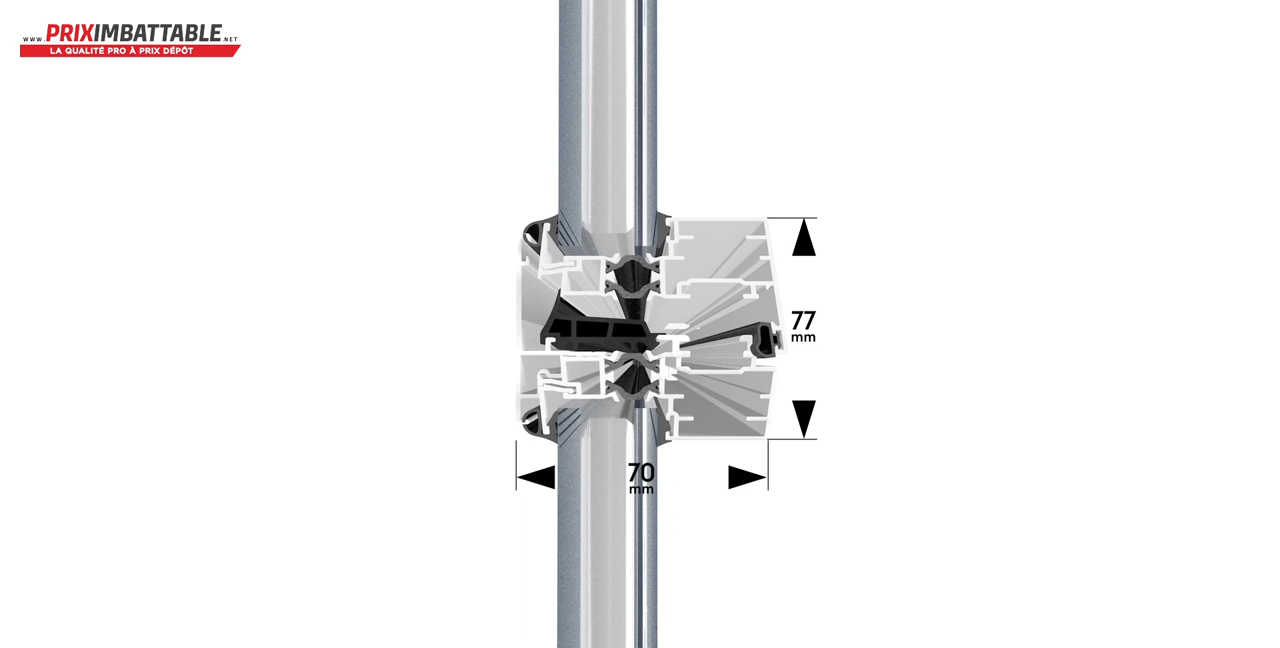 www.PRIXIMBATTABLE.NET
LA QUALITÉ PRO À PRIX DÉPÔT
77
mm
70
mm